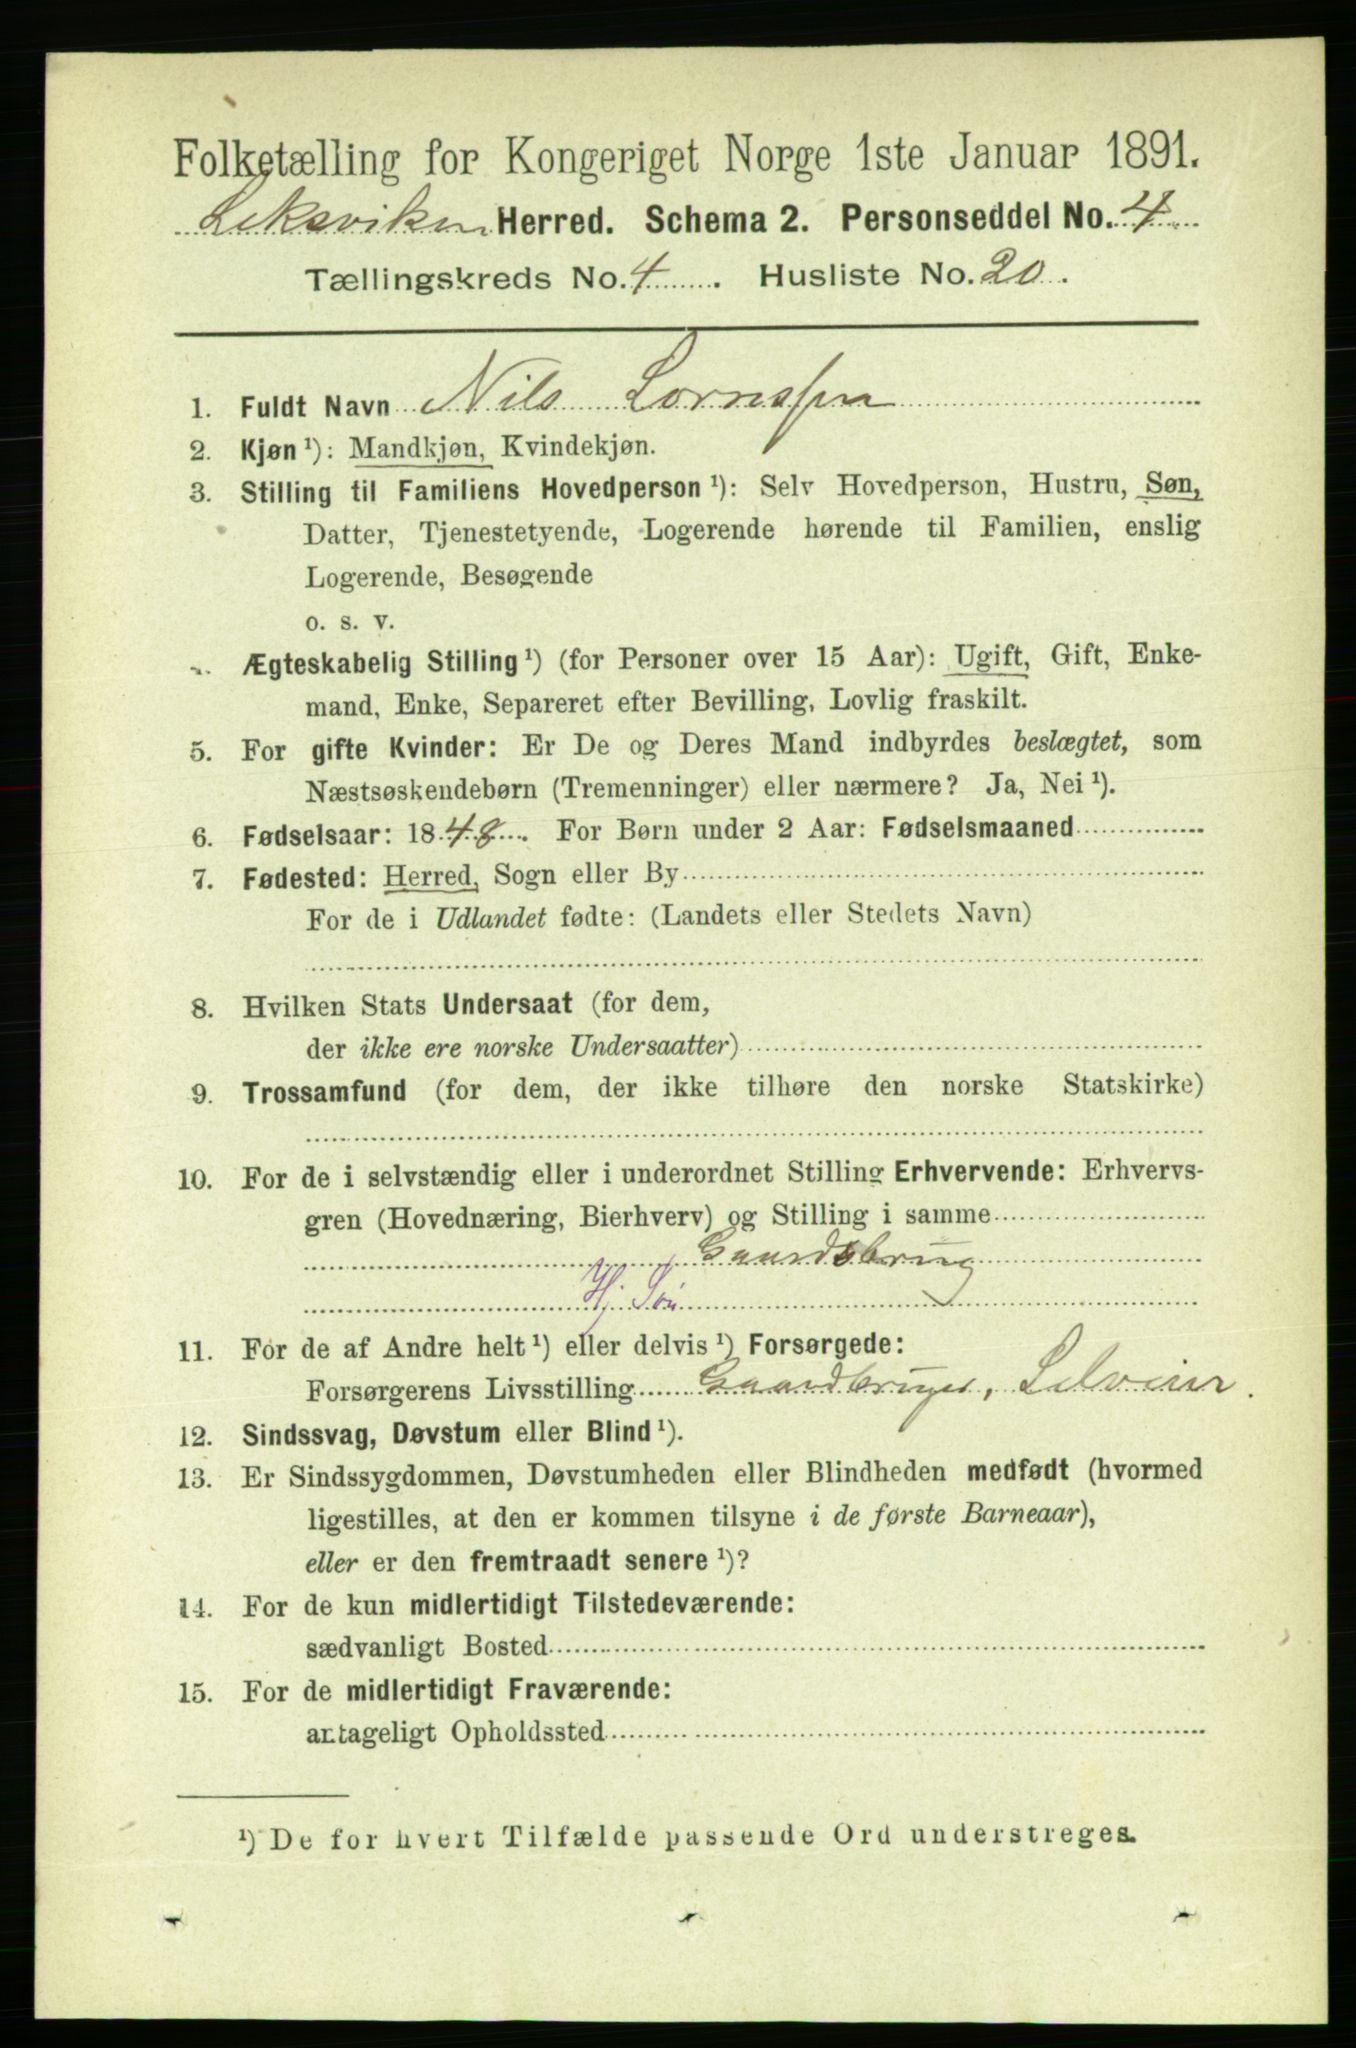 Folketælling for Kongeriget Norge 1ste Januar 1891.
Leksviken Herred. Schema 2. Personseddel No. 4
Tællingskreds No. 4. Husliste No. 20.
1. Fuldt Navn Nils Lornssen
2. Kjøn ¹): Mandkjøn, Kvindekjøn.
3. Stilling til Familiens Hovedperson ¹): Selv Hovedperson, Hustru, Søn,
Datter, Tjenestetyende, Logerende hørende til Familien, enslig
Logerende, Besøgende
o. s. v.
Ægteskabelig Stilling ¹) (for Personer over 15 Aar): Ugift, Gift, Enke-
mand, Enke, Separeret efter Bevilling, Lovlig fraskilt.
5. For gifte Kvinder: Er De og Deres Mand indbyrdes beslægtet, som
Næstsøskendebørn (Tremenninger) eller nærmere? Ja, Nei ¹).
6. Fødselsaar: 1848. For Børn under 2 Aar: Fødselsmaaned
7. Fødested: Herred, Sogn eller By
For de i Udlandet fødte: (Landets eller Stedets Navn)
8. Hvilken Stats Undersaat (for dem,
der ikke ere norske Undersaatter)
9. Trossamfund (for dem, der ikke tilhøre den norske Statskirke)
10. For de i selvstændig eller i underordnet Stilling Erhvervende: Erhvervs-
gren (Hovednæring, Bierhverv) og Stilling i samme
Gaardsbrug
Hj. Søn
11. For de af Andre helt ¹) eller delvis ¹) Forsørgede:
Forsørgerens Livsstilling Gaardbruger, Selveier.
12. Sindssvag, Døvstum eller Blind ¹).
13. Er Sindssygdommen, Døvstumheden eller Blindheden medfødt (hvormed
ligestilles, at den er kommen tilsyne i de første Barneaar),
eller er den fremtraadt senere ¹)?
14. For de kun midlertidigt Tilstedeværende:
sædvanligt Bosted
15. For de midlertidigt Fraværende:
antageligt Opholdssted
¹) De for hvert Tilfælde passende Ord understreges.